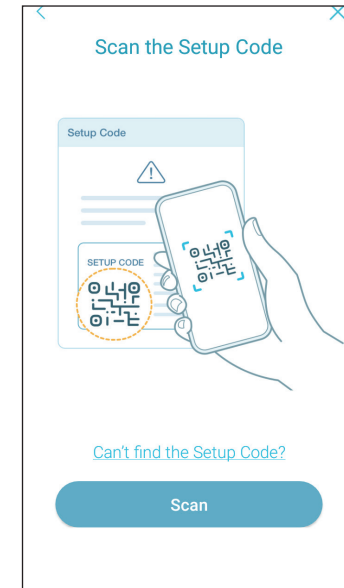 Scan the Setup Code
Setup Code
SETUP CODE
Can't find the Setup Code?
Scan